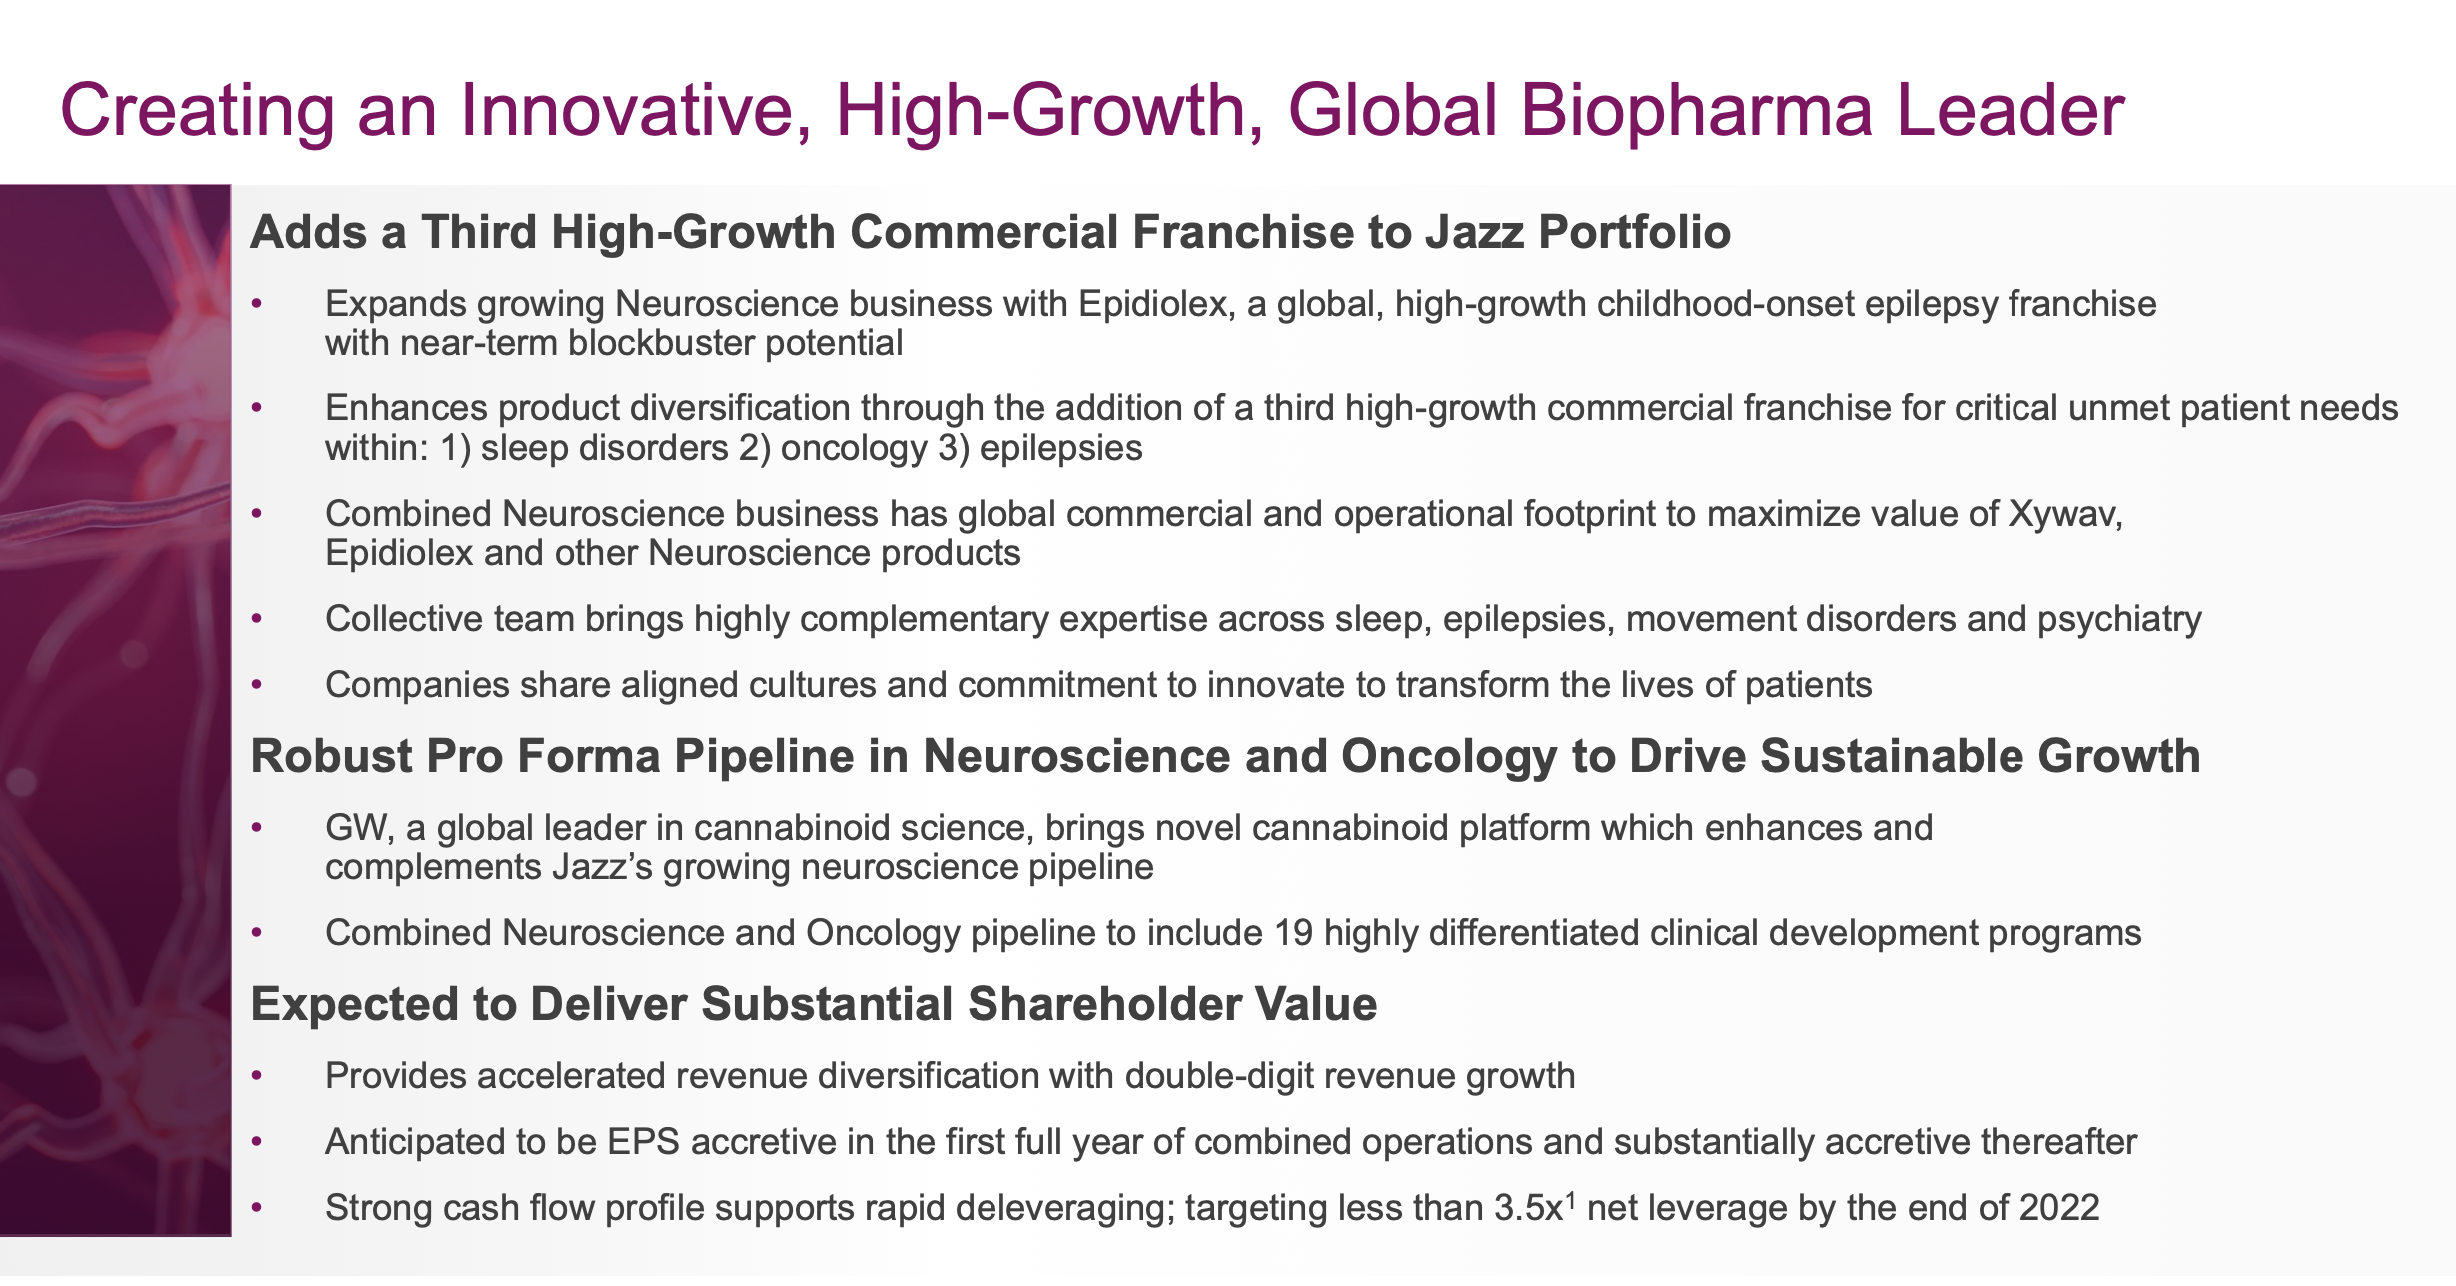 Creating an Innovative, High-Growth, Global Biopharma Leader
Adds a Third High-Growth Commercial Franchise to Jazz Portfolio
• Expands growing Neuroscience business with Epidiolex, a global, high-growth childhood-onset epilepsy franchise
with near-term blockbuster potential
• Enhances product diversification through the addition of a third high-growth commercial franchise for critical unmet patient needs
within: 1) sleep disorders 2) oncology 3) epilepsies
• Combined Neuroscience business has global commercial and operational footprint to maximize value of Xywav,
Epidiolex and other Neuroscience products
• Collective team brings highly complementary expertise across sleep, epilepsies, movement disorders and psychiatry
• Companies share aligned cultures and commitment to innovate to transform the lives of patients
Robust Pro Forma Pipeline in Neuroscience and Oncology to Drive Sustainable Growth
• GW, a global leader in cannabinoid science, brings novel cannabinoid platform which enhances and
complements Jazz’s growing neuroscience pipeline
• Combined Neuroscience and Oncology pipeline to include 19 highly differentiated clinical development programs
Expected to Deliver Substantial Shareholder Value
• Provides accelerated revenue diversification with double-digit revenue growth
• Anticipated to be EPS accretive in the first full year of combined operations and substantially accretive thereafter
• Strong cash flow profile supports rapid deleveraging; targeting less than 3.5x¹ net leverage by the end of 2022